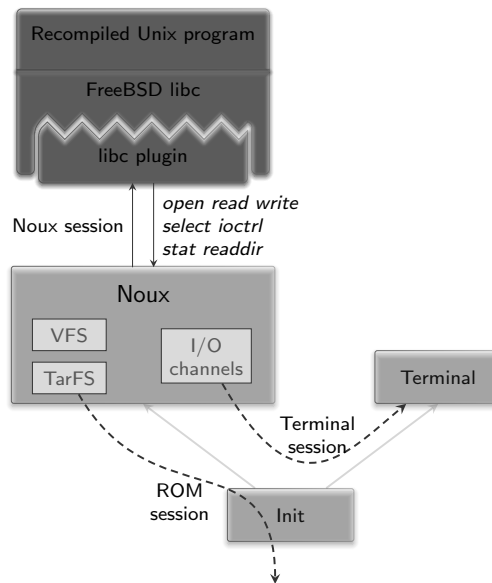 Recompiled Unix program
FreeBSD libc
libc plugin
Noux session
open read write
select ioctrl
stat readdir
Noux
VFS
TarFS
I/O
channels
Terminal
Terminal
session
ROM
session
Init